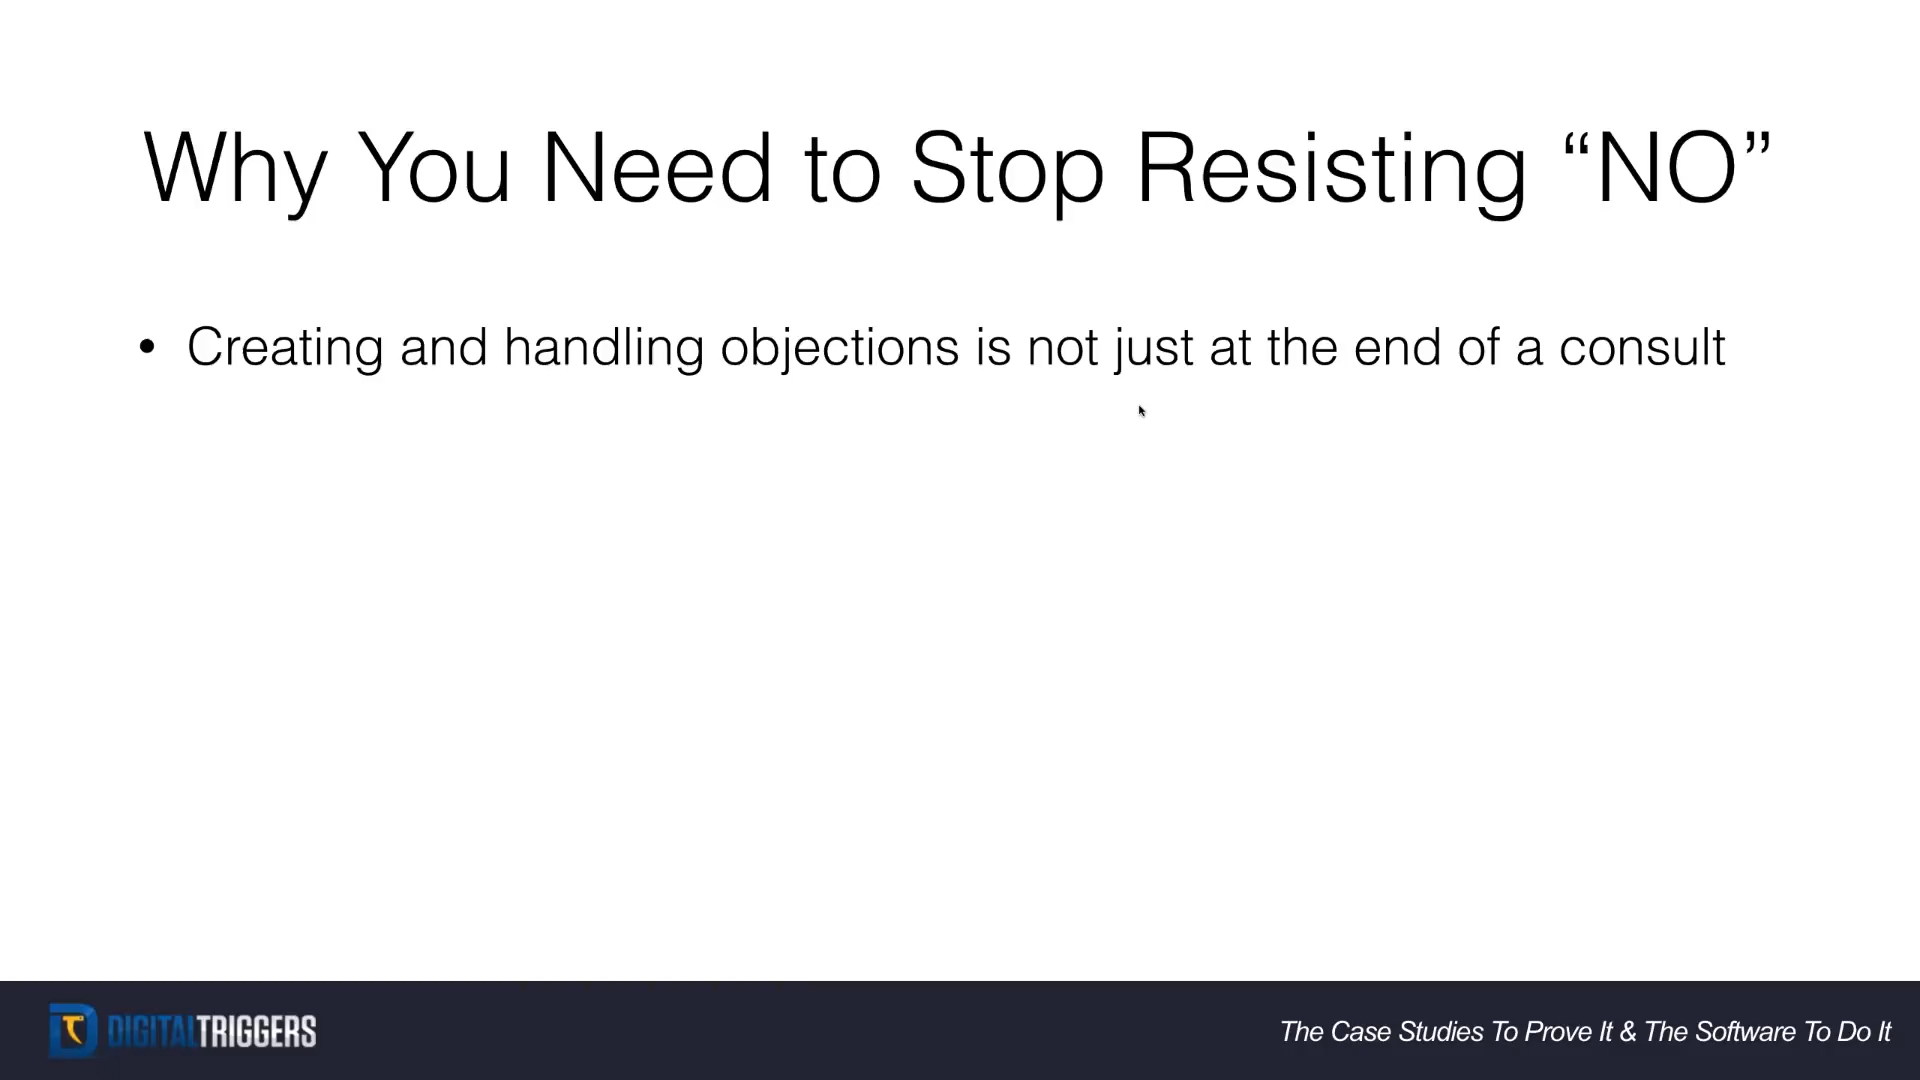 Why You Need to Stop Resisting “NO”
• Creating and handling objections is not just at the end of a consult
DIGITALTRIGGERS
The Case Studies To Prove It & The Software To Do It